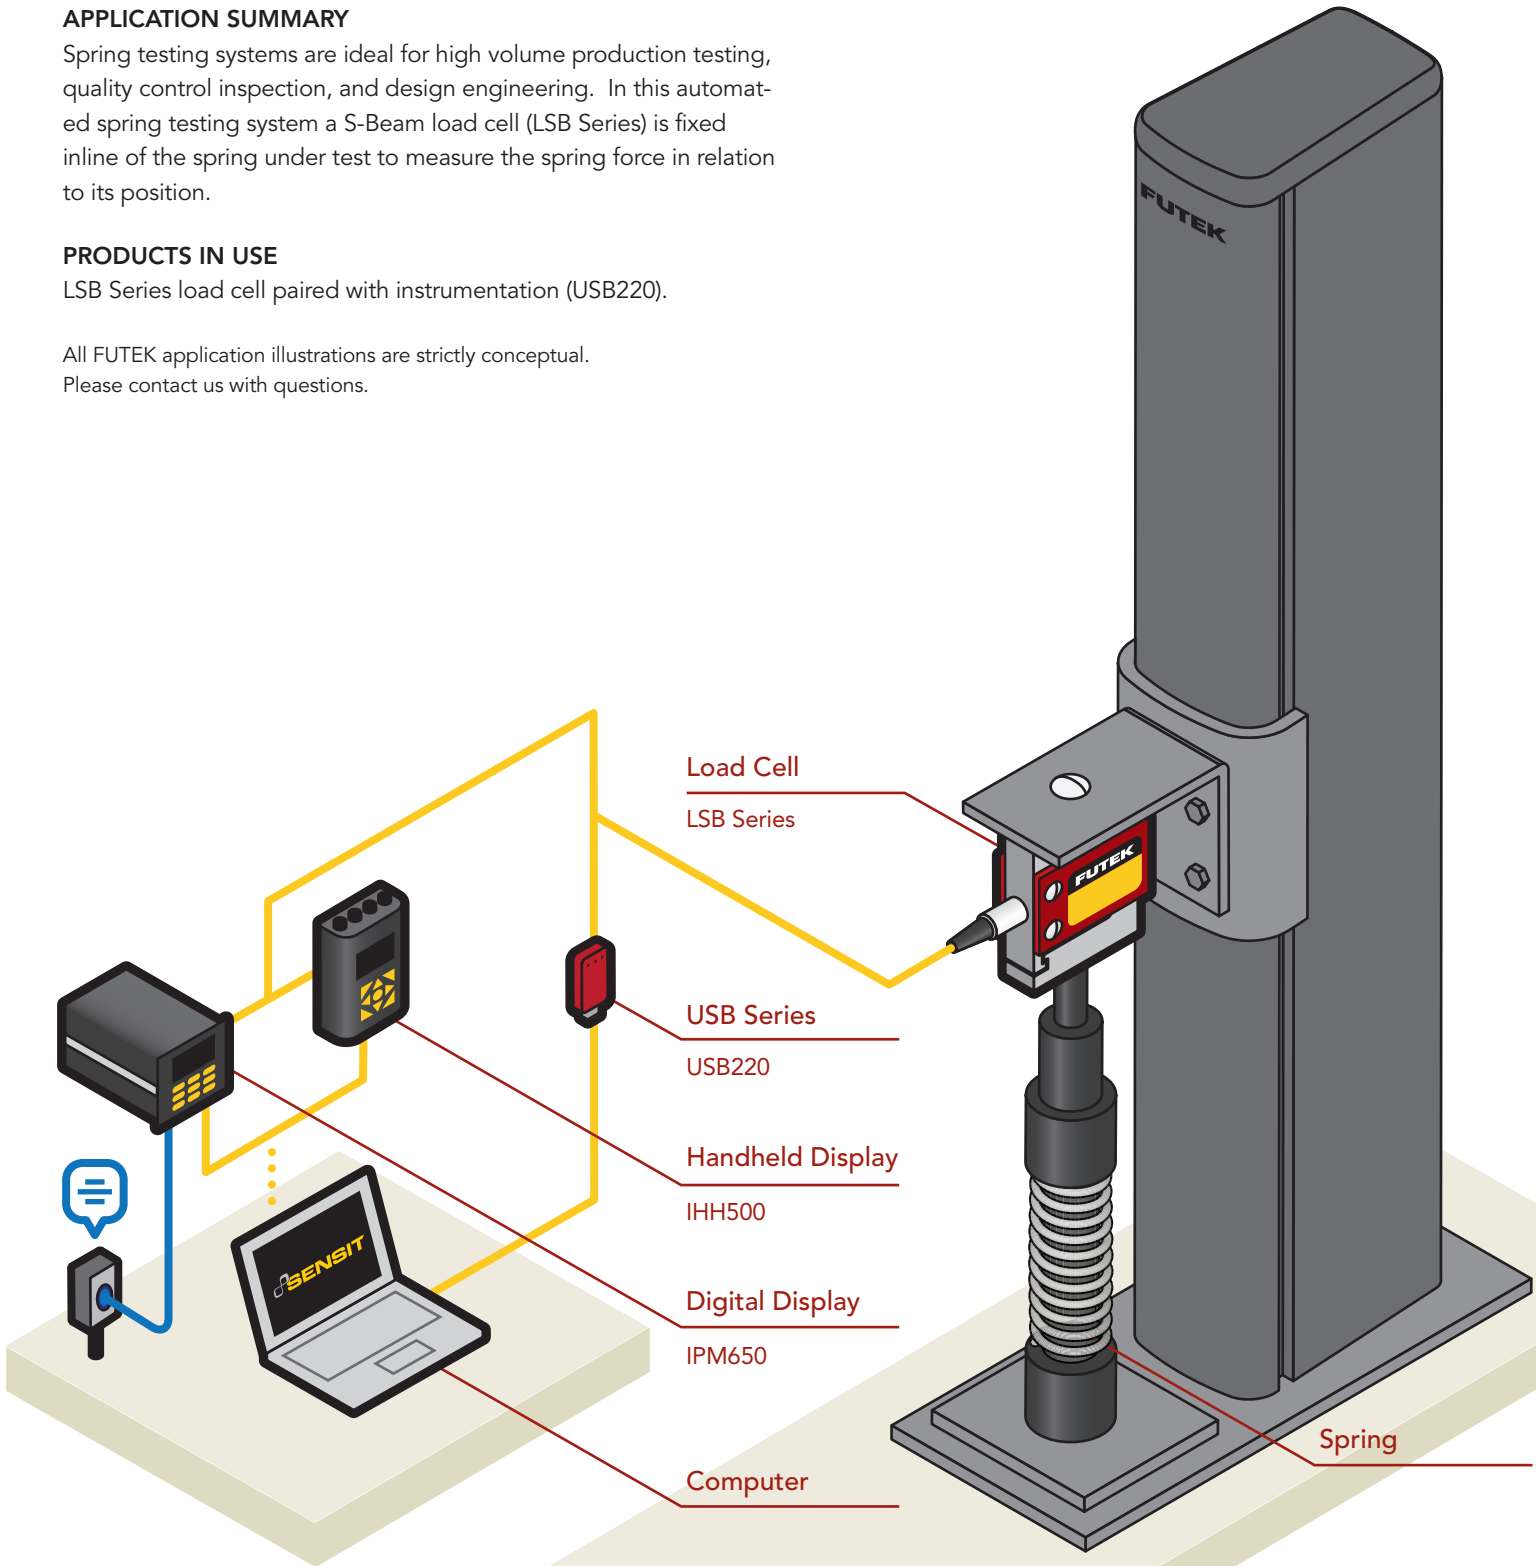 APPLICATION SUMMARY
Spring testing systems are ideal for high volume production testing,
quality control inspection, and design engineering.  In this automat-
ed spring testing system a S-Beam load cell (LSB Series) is fixed
inline of the spring under test to measure the spring force in relation
to its position.
PRODUCTS IN USE
LSB Series load cell paired with instrumentation (USB220).
All FUTEK application illustrations are strictly conceptual.
Please contact us with questions.
FUTEK
Load Cell
LSB Series
FUTEK
USB Series
USB220
Handheld Display
IHH500
SENSIT
Digital Display
IPM650
Spring
Computer